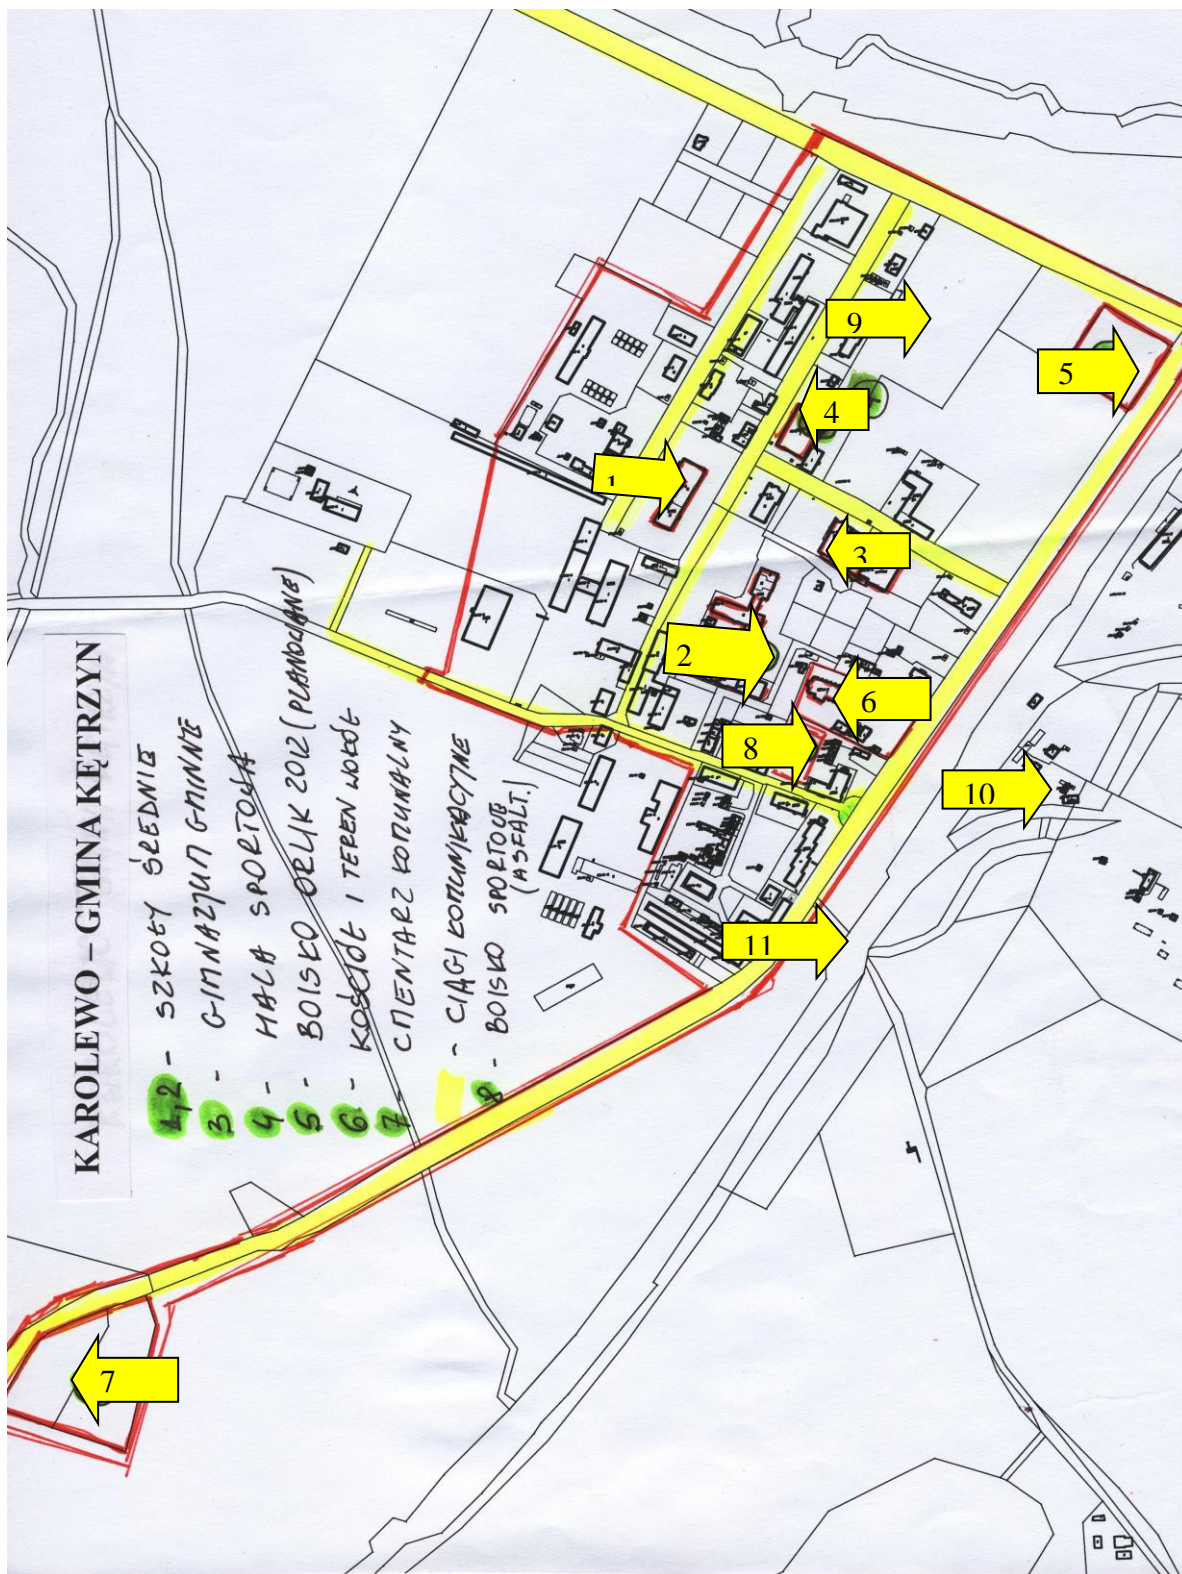 KAROLEWO – GMINA KĘTRZYN
1,2 - SZKOŁY ŚREDNIE
3 - GIMNAZJUM GMINNE
4 - HALA SPORTOWA
5 - BOISKO ORLIK 2012 (PLANOWANE)
6 - KOŚCIÓŁ I TEREN WOKÓŁ
7 - CMENTARZ KOMUNALNY
- CIĄGI KOMUNIKACYJNE
8 - BOISKO SPORTOWE
(ASFALT.)
9
5
4
1
3
2
6
8
10
11
7